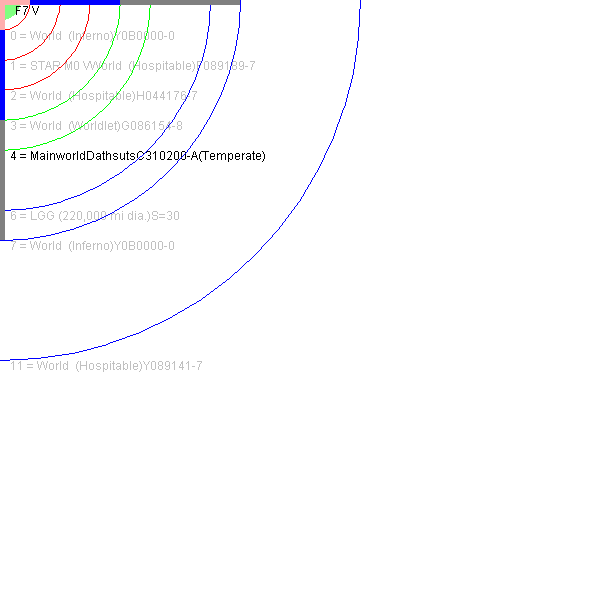 F7 V
0 = World (Inferno)Y0B0000-0
1 = STAR M0 VWorld (Hospitable)F089189-7
2 = World (Hospitable)H044176-7
3 = World (Worldlet)G086154-8
4 = MainworldDathsutsC310200-A(Temperate)
6 = LGG (220,000 mi dia.)S=30
7 = World (Inferno)Y0B0000-0
11 = World (Hospitable)Y089141-7